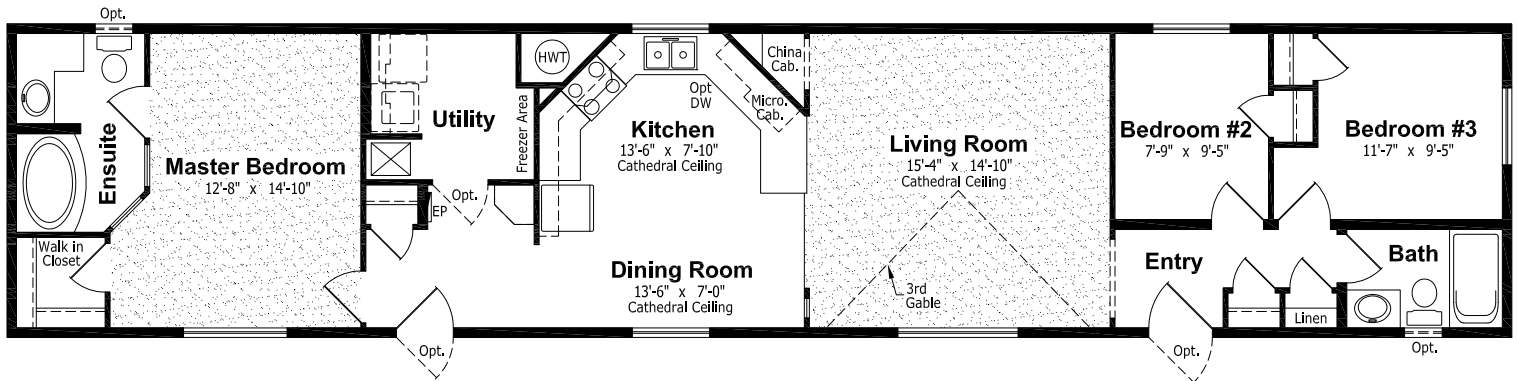 Opt.
Ensuite
Master Bedroom
12'-8" x 14'-10"
Walk in
Closet
Utility
HWT
Freezer Area
EP
Opt.
Opt.
Kitchen
13'-6" x 7'-10"
Cathedral Ceiling
Opt
DW
China
Cab.
Micro.
Cab.
Dining Room
13'-6" x 7'-0"
Cathedral Ceiling
Living Room
15'-4" x 14'-10"
Cathedral Ceiling
3rd
Gable
Bedroom #2
7'-9" x 9'-5"
Bedroom #3
11'-7" x 9'-5"
Entry
Opt.
Linen
Bath
Opt.